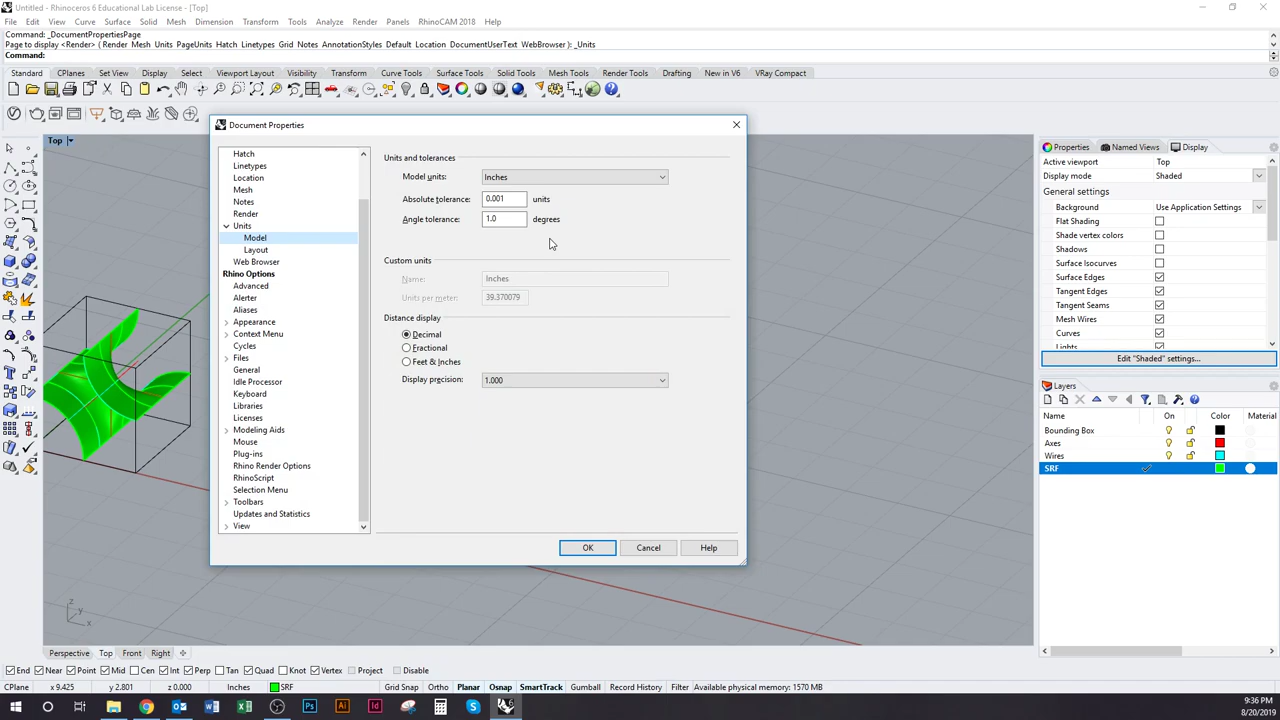 Untitled - Rhinoceros 6 Educational Lab License - [Top]
File Edit View Curve Surface Solid Mesh Dimension Transform Tools Analyze Render Panels RhinoCAM 2018 Help
Command: _DocumentPropertiesPage
Page to display <Render> ( Render Mesh Units PageUnits Hatch Linetypes Grid Notes AnnotationStyles Default Location DocumentUserText WebBrowser ): _Units
Command:
Standard CPlanes Set View Display Select Viewport Layout Visibility Transform Curve Tools Surface Tools Solid Tools Mesh Tools Render Tools Drafting New in V6 VRay Compact
Top
Document Properties
Hatch
Linetypes
Location
Mesh
Notes
Render
Units
Model
Layout
Web Browser
Rhino Options
Advanced
Alerter
Aliases
Appearance
Context Menu
Cycles
Files
General
Idle Processor
Keyboard
Libraries
Licenses
Modeling Aids
Mouse
Plug-ins
Rhino Render Options
RhinoScript
Selection Menu
Toolbars
Updates and Statistics
View
Units and tolerances
Model units: Inches
Absolute tolerance: 0.001 units
Angle tolerance: 1.0 degrees
Custom units
Name: Inches
Units per meter: 39.370079
Distance display
Decimal
Fractional
Feet & Inches
Display precision: 1.000
OK Cancel Help
Properties Named Views Display
Active viewport Top
Display mode Shaded
General settings
Background Use Application Settings
Flat Shading
Shade vertex colors
Shadows
Surface Isocurves
Surface Edges
Tangent Edges
Tangent Seams
Mesh Wires
Curves
Lights
Edit "Shaded" settings...
Layers
Name On Color Material
Bounding Box
Axes
Wires
SRF
z
y
x
Perspective Top Front Right
End Near Point Mid Cen Int Perp Tan Quad Knot Vertex Project Disable
CPlane x 9.425 y 2.801 z 0.000 Inches SRF Grid Snap Ortho Planar Osnap SmartTrack Gumball Record History Filter Available physical memory: 1570 MB
9:36 PM
8/20/2019